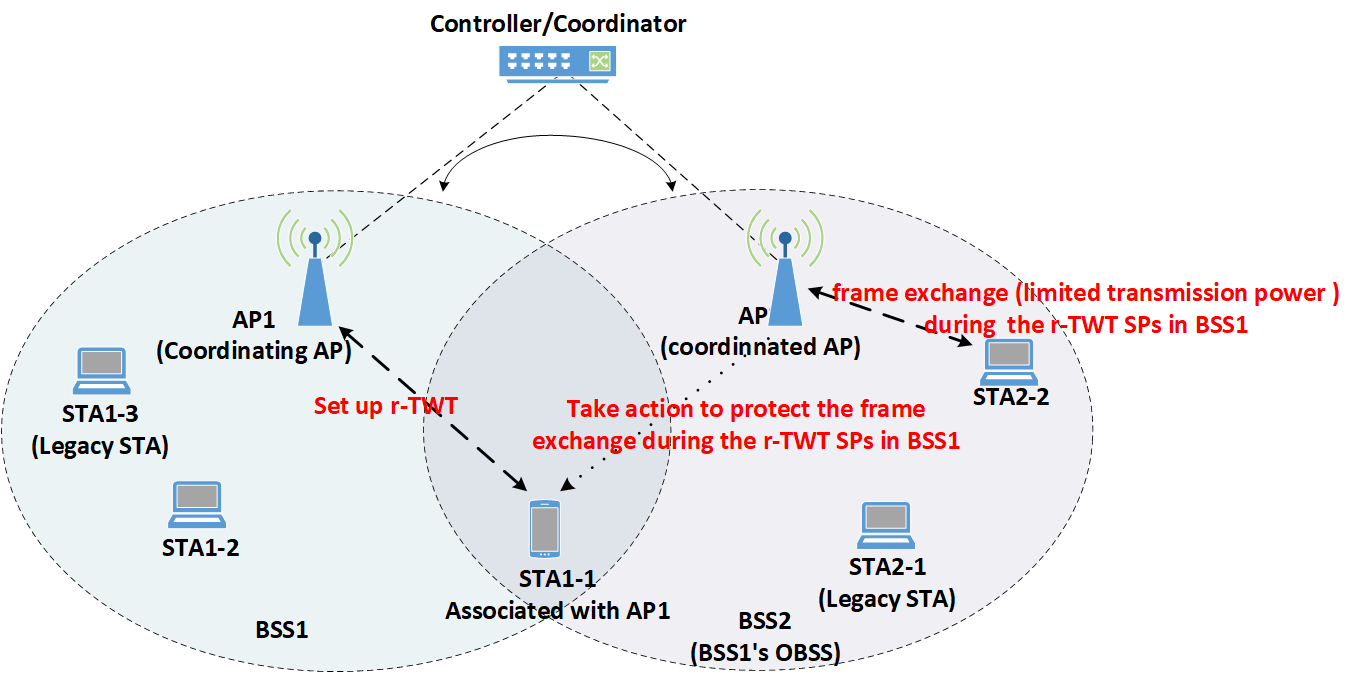 Controller/Coordinator
AP1
(Coordinating AP)
AP
(coordinnated AP)
frame exchange (limited transmission power )
during the r-TWT SPs in BSS1
STA1-3
(Legacy STA)
Set up r-TWT
Take action to protect the frame
exchange during the r-TWT SPs in BSS1
STA2-2
STA1-2
STA1-1
Associated with AP1
STA2-1
(Legacy STA)
BSS1
BSS2
(BSS1's OBSS)